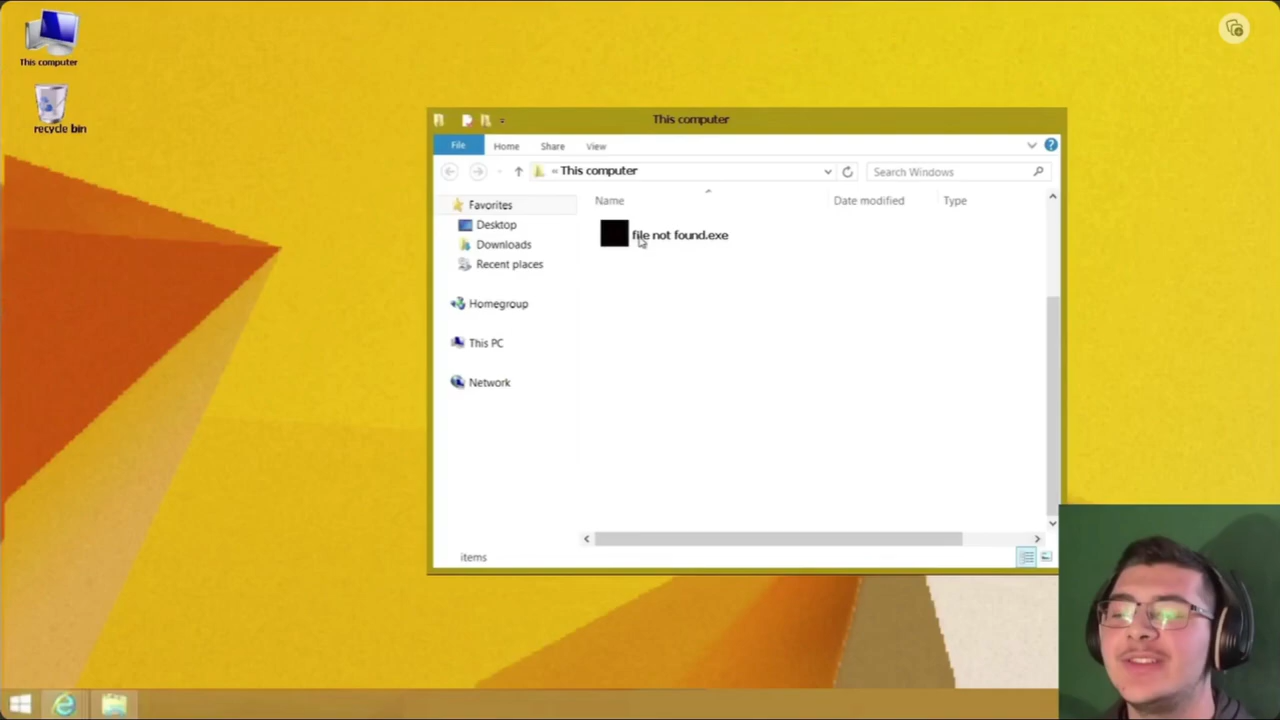 This computer
recycle bin
This computer
File Home Share View
This computer
Search Windows
Name Date modified Type
Favorites
Desktop
Downloads
Recent places
Homegroup
This PC
Network
file not found.exe
items